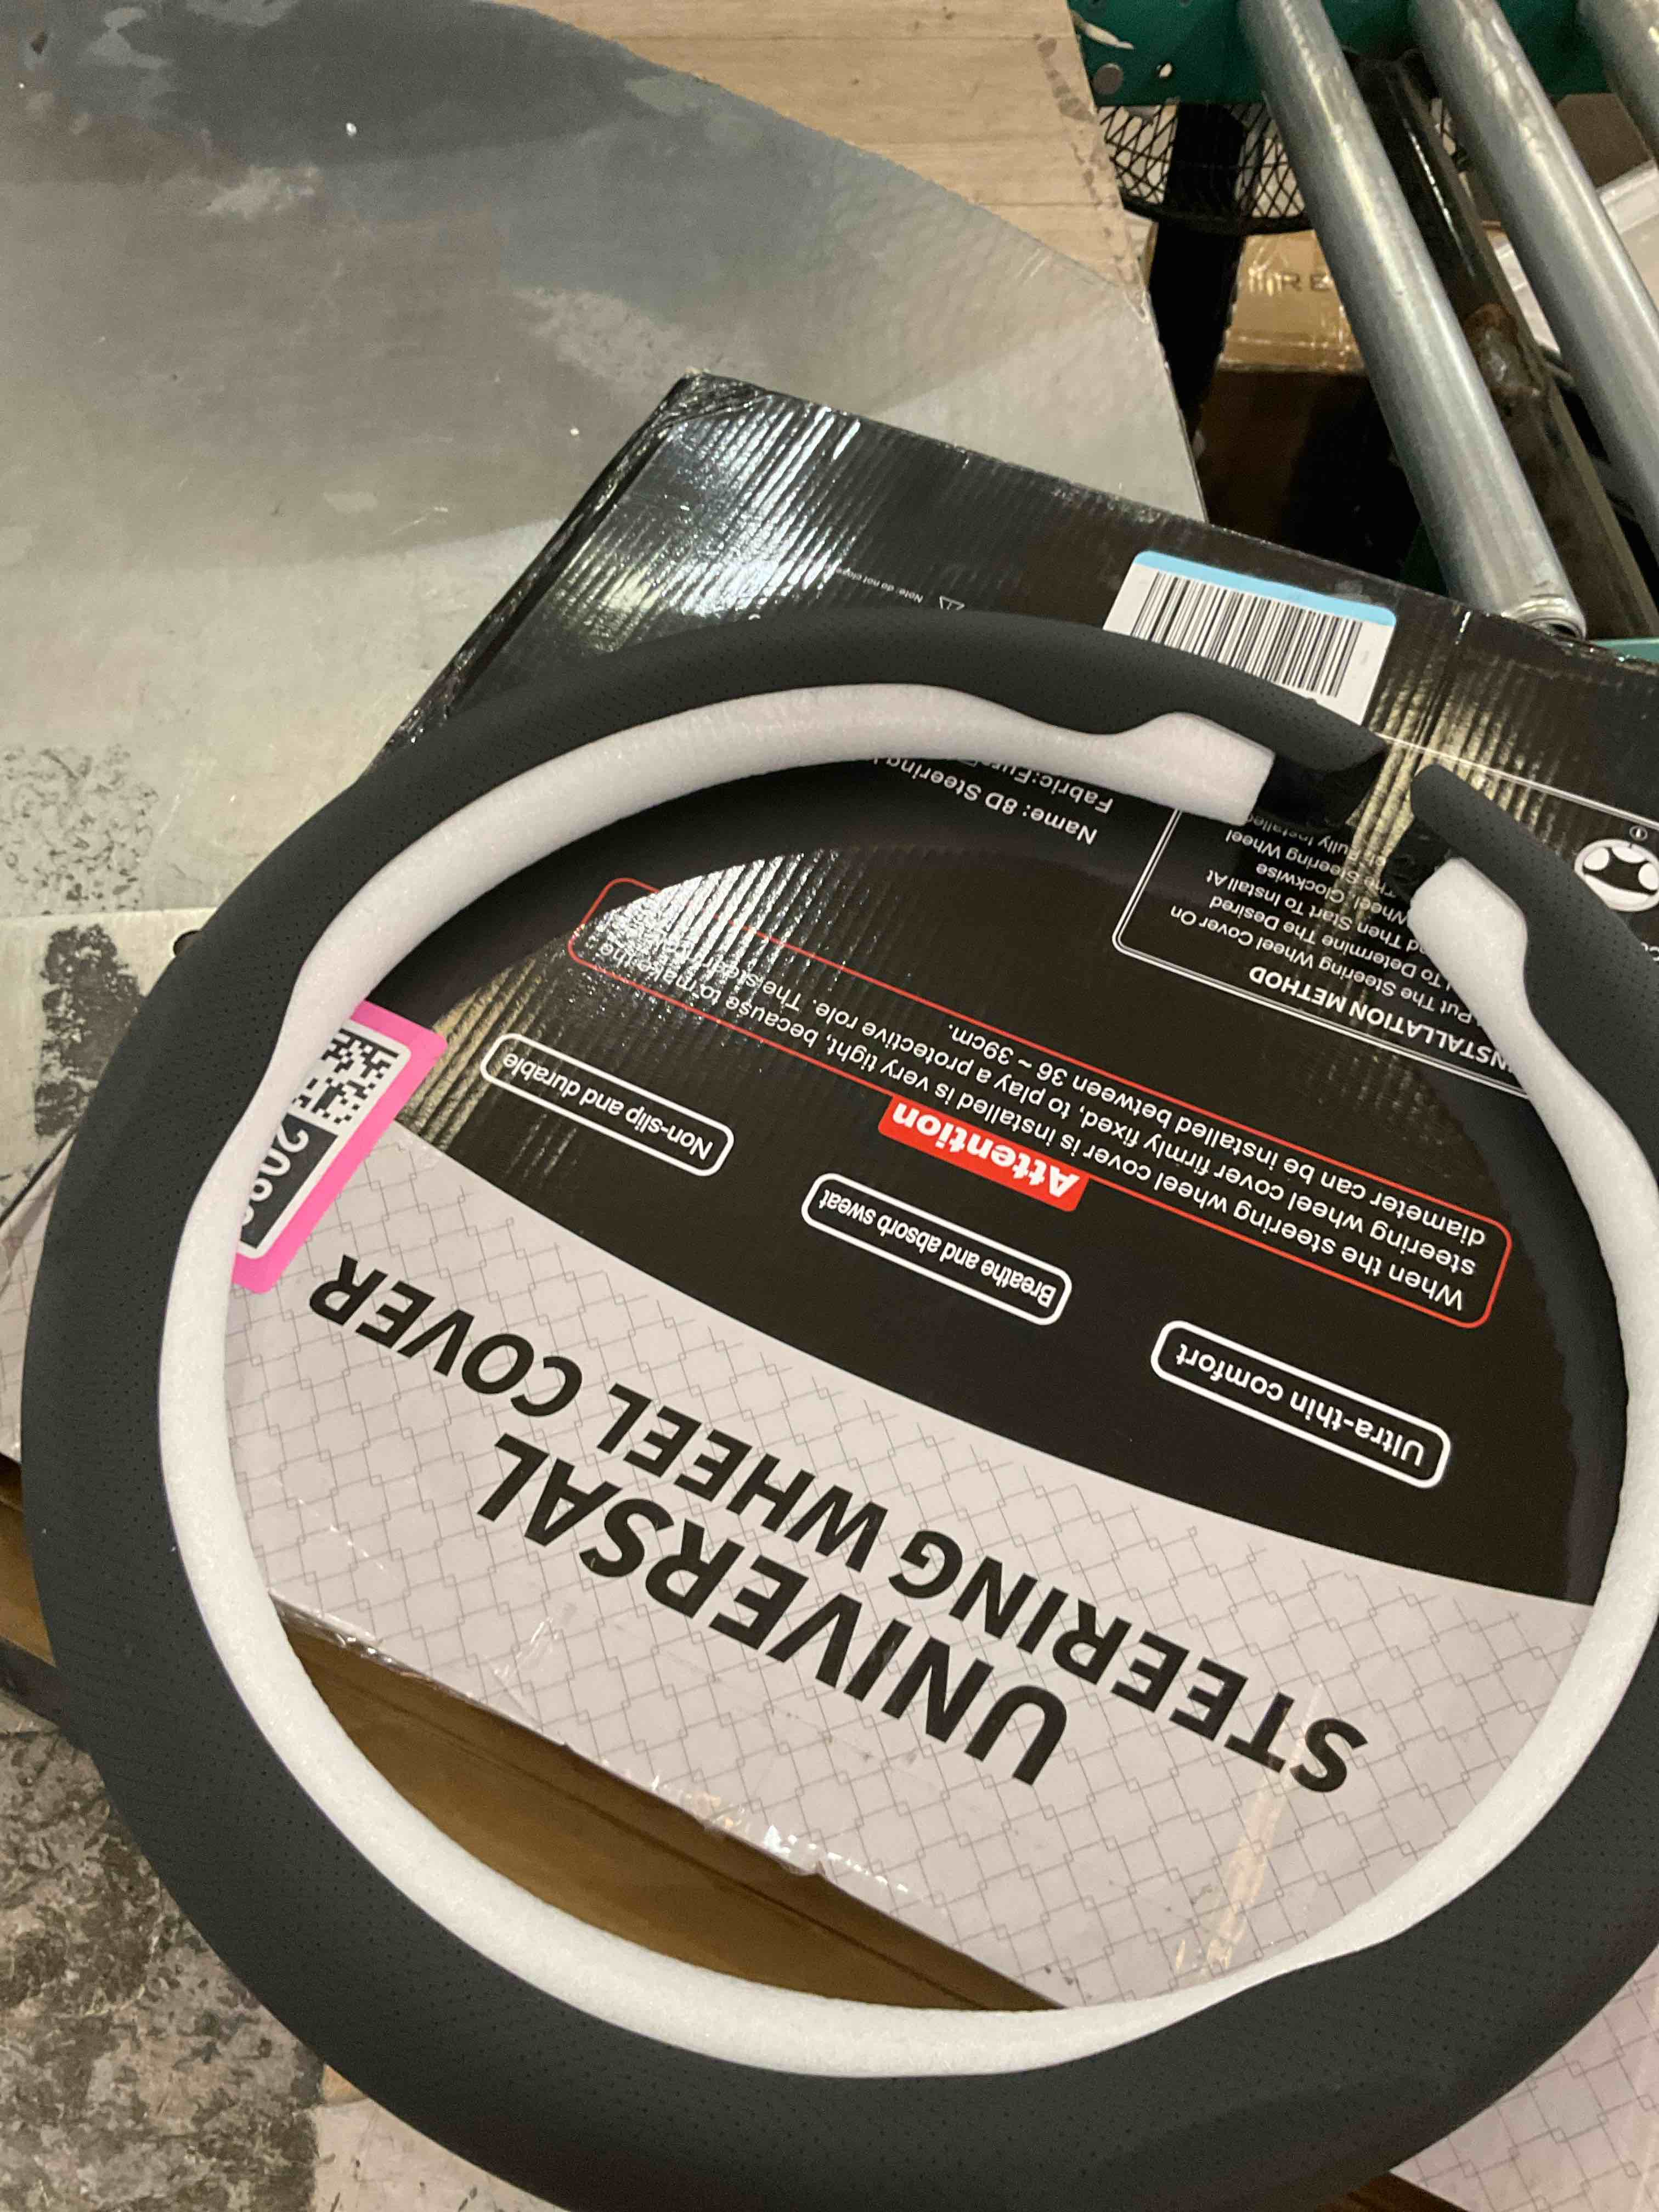 UNIVERSAL
STEERING WHEEL COVER
Ultra-thin comfort
Breathe and absorb sweat
Non-slip and durable
Attention
When the steering wheel cover is installed is very tight, because to make the
steering wheel cover firmly fixed, to play a protective role. The steering
diameter can be installed between 36 ~ 39cm.
INSTALLATION METHOD
Put The Steering Wheel Cover On
To Determine The Desired
Then Start To Install At
Wheel, Clockwise
The Steering Wheel
Fully Installed
Name: 8D Steering
Fabric:
Note: do not
RE